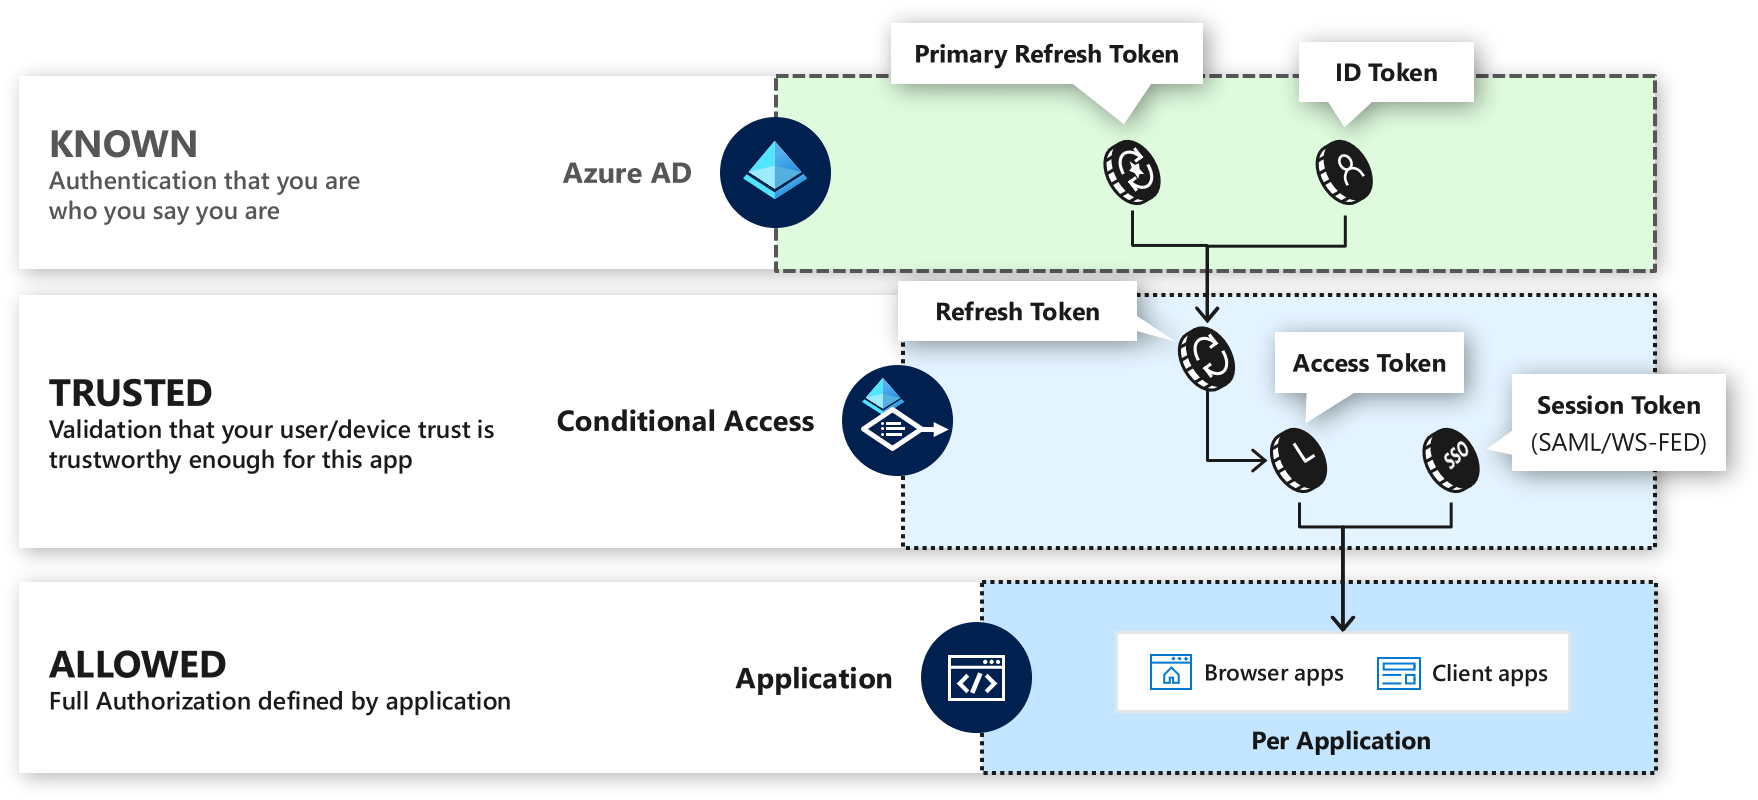 Primary Refresh Token
ID Token
KNOWN
Authentication that you are
who you say you are
Azure AD
Refresh Token
Access Token
Session Token
(SAML/WS-FED)
TRUSTED
Validation that your user/device trust is
trustworthy enough for this app
Conditional Access
SSO
ALLOWED
Full Authorization defined by application
Application
</>
Browser apps
Client apps
Per Application